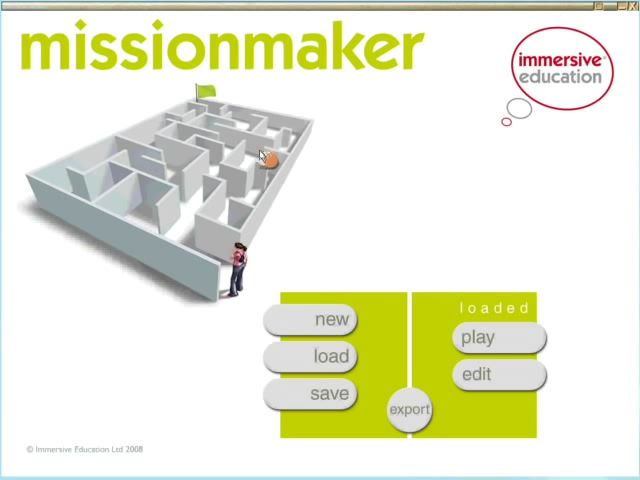 missionmaker
immersive®
education
loaded
new
play
load
edit
save
export
© Immersive Education Ltd 2008